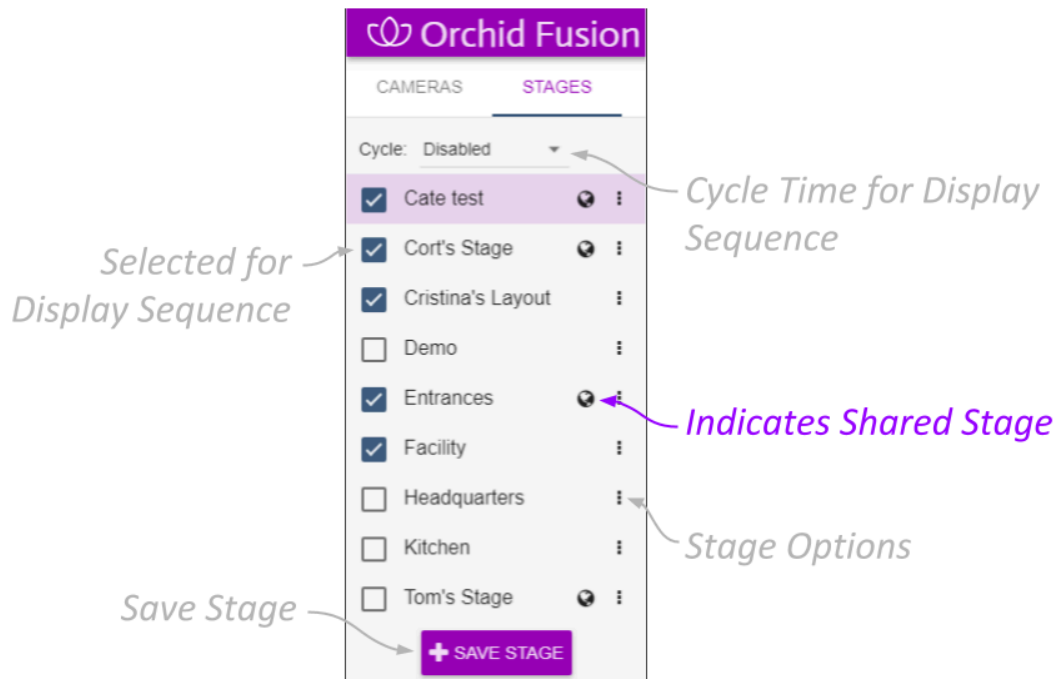 Orchid Fusion
CAMERAS STAGES
Cycle: Disabled
Cycle Time for Display
Sequence
Cate test
Selected for
Display Sequence
Cort's Stage
Cristina's Layout
Demo
Entrances
Indicates Shared Stage
Facility
Headquarters
Stage Options
Kitchen
Tom's Stage
Save Stage
SAVE STAGE